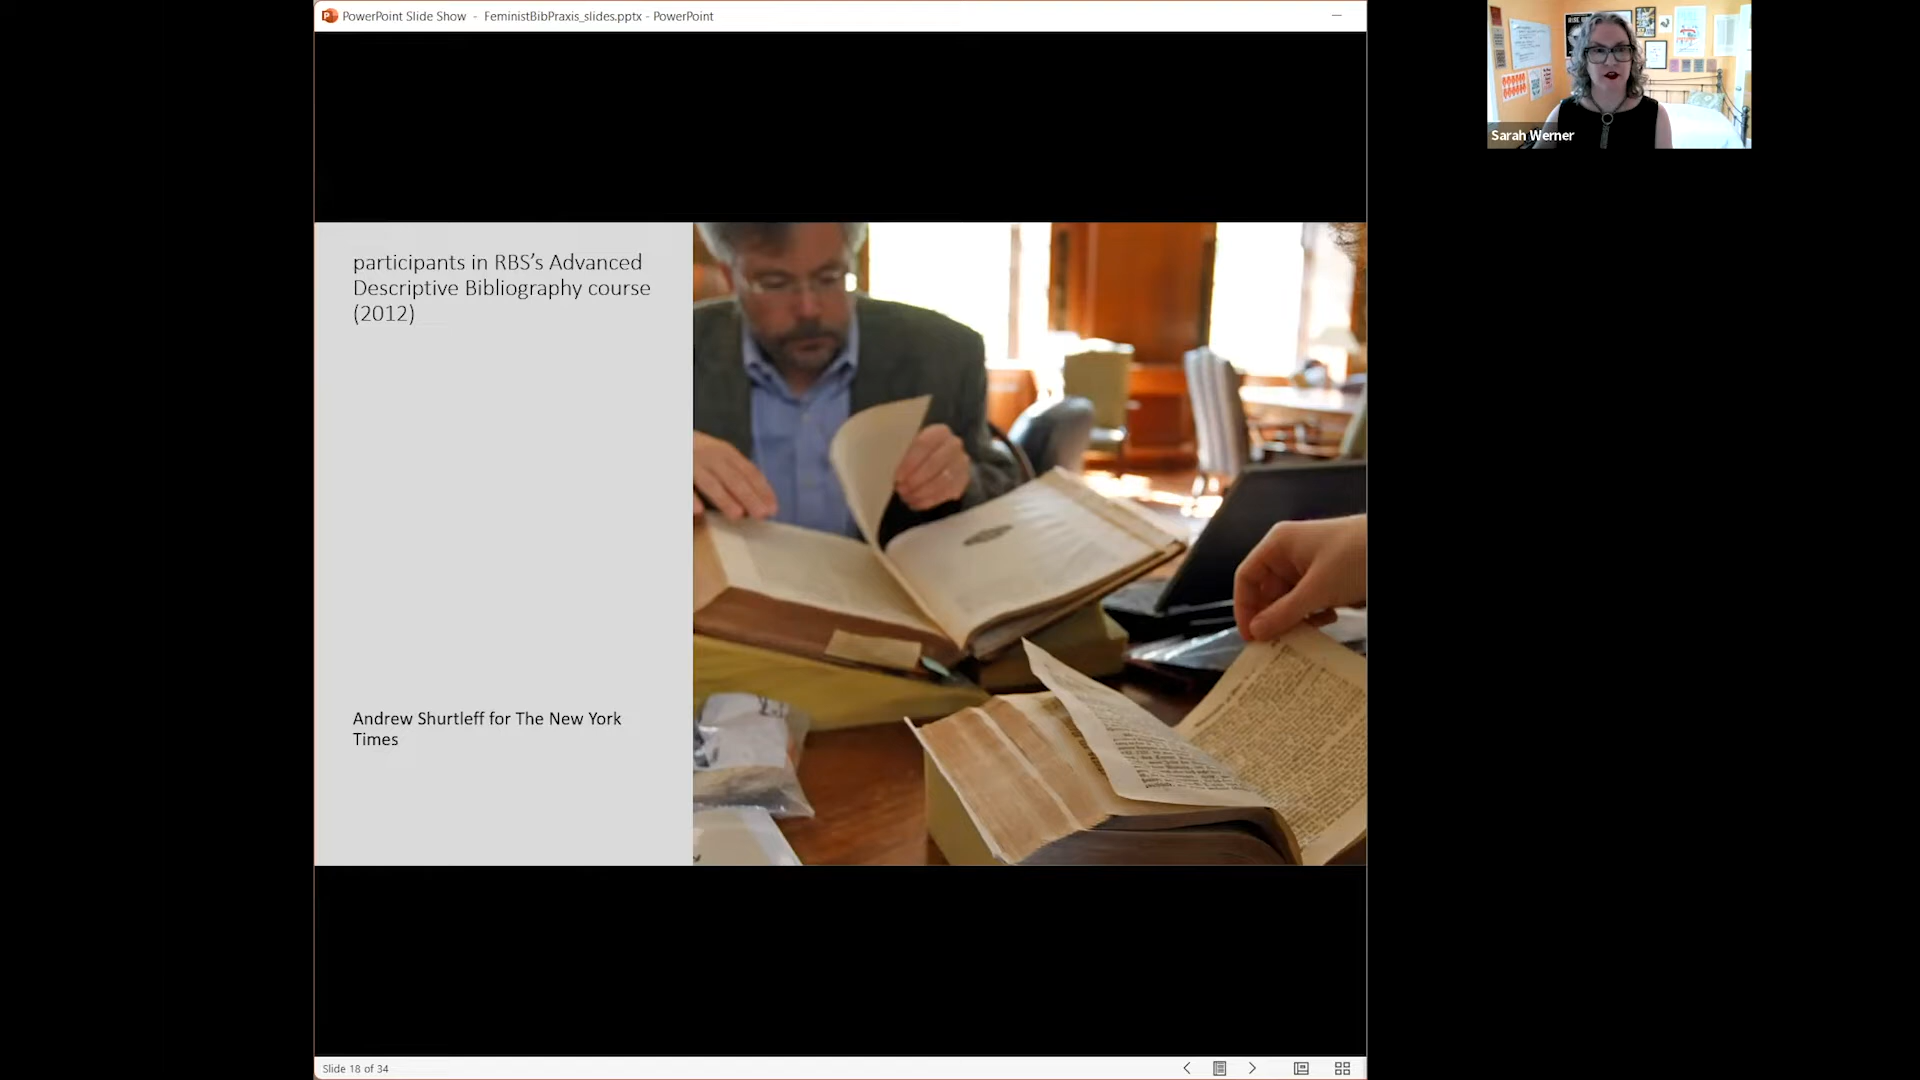 PowerPoint Slide Show - FeministBibPraxis_slides.pptx - PowerPoint
Sarah Werner
participants in RBS’s Advanced
Descriptive Bibliography course
(2012)
Andrew Shurtleff for The New York
Times
Slide 18 of 34